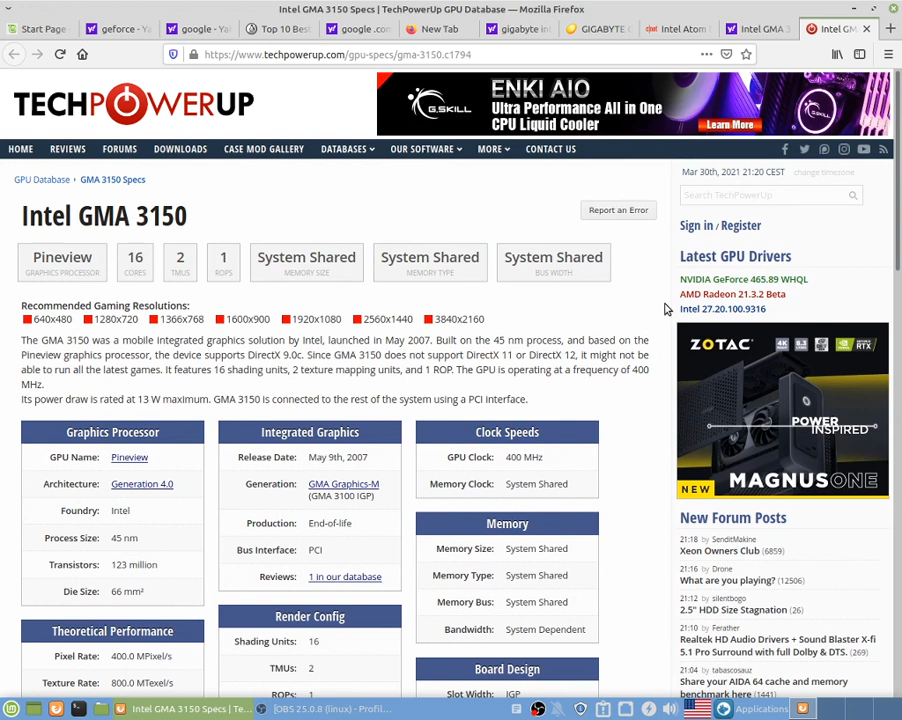 Intel GMA 3150 Specs | TechPowerUp GPU Database — Mozilla Firefox
Start Page
geforce - Ya
google - Ya
Top 10 Best
google .com
New Tab
gigabyte in
GIGABYTE G
Intel Atom
Intel GMA 3
Intel GM
https://www.techpowerup.com/gpu-specs/gma-3150.c1794
TECHPOWERUP
G.SKILL
ENKI AIO
Ultra Performance All in One
CPU Liquid Cooler
Learn More
HOME REVIEWS FORUMS DOWNLOADS CASE MOD GALLERY DATABASES OUR SOFTWARE MORE CONTACT US
GPU Database › GMA 3150 Specs
Mar 30th, 2021 21:20 CEST change timezone
Search TechPowerUp
Intel GMA 3150
Report an Error
Sign in / Register
Pineview
GRAPHICS PROCESSOR
16
CORES
2
TMUS
1
ROPS
System Shared
MEMORY SIZE
System Shared
MEMORY TYPE
System Shared
BUS WIDTH
Latest GPU Drivers
NVIDIA GeForce 465.89 WHQL
AMD Radeon 21.3.2 Beta
Intel 27.20.100.9316
Recommended Gaming Resolutions:
640x480 1280x720 1366x768 1600x900 1920x1080 2560x1440 3840x2160
The GMA 3150 was a mobile integrated graphics solution by Intel, launched in May 2007. Built on the 45 nm process, and based on the
Pineview graphics processor, the device supports DirectX 9.0c. Since GMA 3150 does not support DirectX 11 or DirectX 12, it might not be
able to run all the latest games. It features 16 shading units, 2 texture mapping units, and 1 ROP. The GPU is operating at a frequency of 400
MHz.
Its power draw is rated at 13 W maximum. GMA 3150 is connected to the rest of the system using a PCI interface.
ZOTAC
POWER
INSPIRED
NEW
MAGNUSONE
Graphics Processor
GPU Name: Pineview
Architecture: Generation 4.0
Foundry: Intel
Process Size: 45 nm
Transistors: 123 million
Die Size: 66 mm²
Theoretical Performance
Pixel Rate: 400.0 MPixel/s
Texture Rate: 800.0 MTexel/s
Integrated Graphics
Release Date: May 9th, 2007
Generation: GMA Graphics-M
(GMA 3100 IGP)
Production: End-of-life
Bus Interface: PCI
Reviews: 1 in our database
Render Config
Shading Units: 16
TMUs: 2
ROPs: 1
Clock Speeds
GPU Clock: 400 MHz
Memory Clock: System Shared
Memory
Memory Size: System Shared
Memory Type: System Shared
Memory Bus: System Shared
Bandwidth: System Dependent
Board Design
Slot Width: IGP
New Forum Posts
21:18 by SenditMakine
Xeon Owners Club (6859)
21:16 by Drone
What are you playing? (12506)
21:12 by silentbogo
2.5" HDD Size Stagnation (26)
21:10 by Ferather
Realtek HD Audio Drivers + Sound Blaster X-fi
5.1 Pro Surround with full Dolby & DTS. (269)
21:04 by tabascosauz
Share your AIDA 64 cache and memory
benchmark here (1441)
Intel GMA 3150 Specs | Te...
[OBS 25.0.8 (linux) - Profil...
Applications